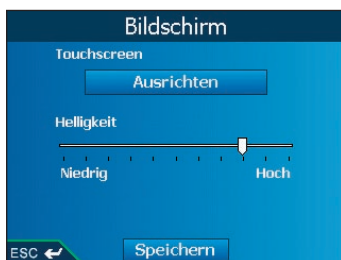 Bildschirm
Touchscreen
Ausrichten
Helligkeit
Niedrig Hoch
ESC Speichern